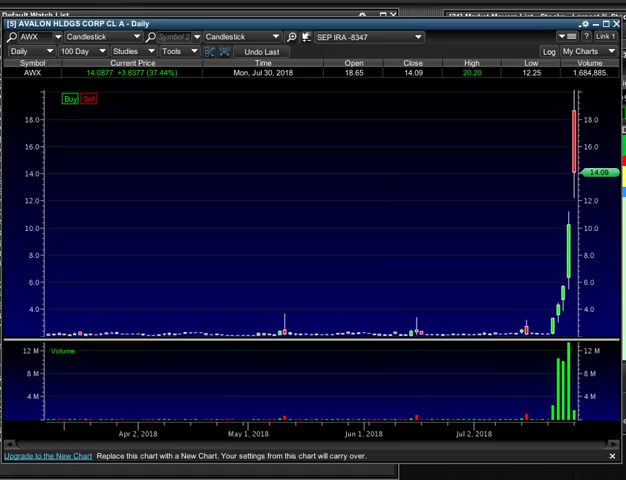 Default Watch List
[5] AVALON HLDGS CORP CL A - Daily
AWX Candlestick Symbol 2 Candlestick SEP IRA -8347 ? Link 1
Daily 100 Day Studies Tools Undo Last Log My Charts
Symbol Current Price Time Open Close High Low Volume
AWX 14.0877 +3.8377 (37.44%) Mon, Jul 30, 2018 18.65 14.09 20.20 12.25 1,684,885.
Buy Sell
18.0 18.0
16.0 16.0
14.0 14.09
12.0 12.0
10.0 10.0
8.0 8.0
6.0 6.0
4.0 4.0
Volume
12 M 12 M
8 M 8 M
4 M 4 M
Apr 2, 2018 May 1, 2018 Jun 1, 2018 Jul 2, 2018
Upgrade to the New Chart Replace this chart with a New Chart. Your settings from this chart will carry over.